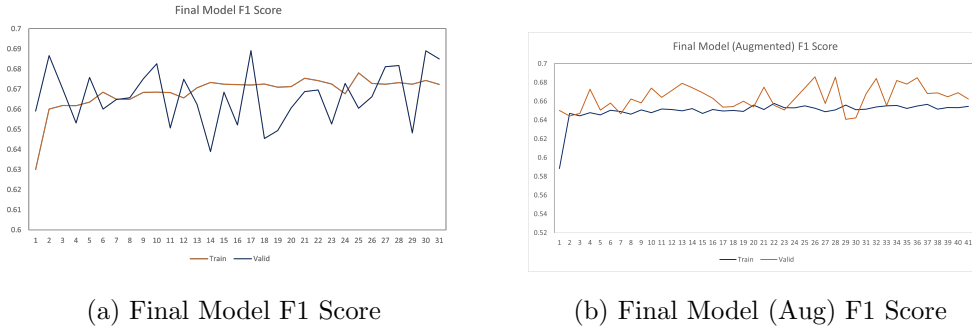 Final Model F1 Score
0.7
0.69
0.68
0.67
0.66
0.65
0.64
0.63
0.62
0.61
0.6
1 2 3 4 5 6 7 8 9 10 11 12 13 14 15 16 17 18 19 20 21 22 23 24 25 26 27 28 29 30 31
Train Valid
(a) Final Model F1 Score
Final Model (Augmented) F1 Score
0.7
0.68
0.66
0.64
0.62
0.6
0.58
0.56
0.54
0.52
1 2 3 4 5 6 7 8 9 10 11 12 13 14 15 16 17 18 19 20 21 22 23 24 25 26 27 28 29 30 31 32 33 34 35 36 37 38 39 40 41
Train Valid
(b) Final Model (Aug) F1 Score